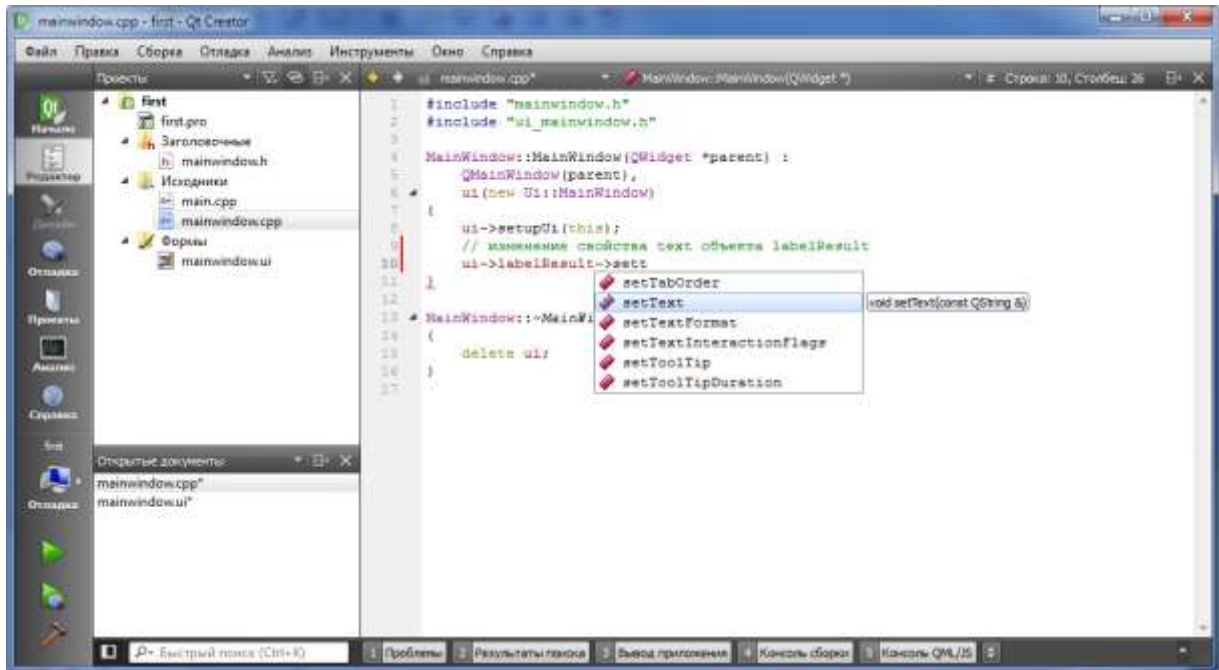 mainwindow.cpp - first - Qt Creator
Файл Правка Сборка Отладка Анализ Инструменты Окно Справка
Проекты
mainwindow.cpp*
MainWindow::MainWindow(QWidget *)
# Строка: 10, Столбец: 26
Начало
Редактор
Дизайн
Отладка
Проекты
Анализ
Справка
first
Отладка
first
first.pro
Заголовочные
mainwindow.h
Исходники
main.cpp
mainwindow.cpp
Формы
mainwindow.ui
Открытые документы
mainwindow.cpp*
mainwindow.ui*
1 #include "mainwindow.h"
2 #include "ui_mainwindow.h"
3
4 MainWindow::MainWindow(QWidget *parent) :
5 QMainWindow(parent),
6 ui(new Ui::MainWindow)
7 {
8 ui->setupUi(this);
9 // изменение свойства text объекта labelResult
10 ui->labelResult->sett
11 }
12
13 MainWindow::~MainWi
14 {
15 delete ui;
16 }
17
setTabOrder
setText
void setText(const QString &)
setTextFormat
setTextInteractionFlags
setToolTip
setToolTipDuration
Быстрый поиск (Ctrl+K)
1 Проблемы
2 Результаты поиска
3 Вывод приложения
4 Консоль сборки
5 Консоль QML/JS